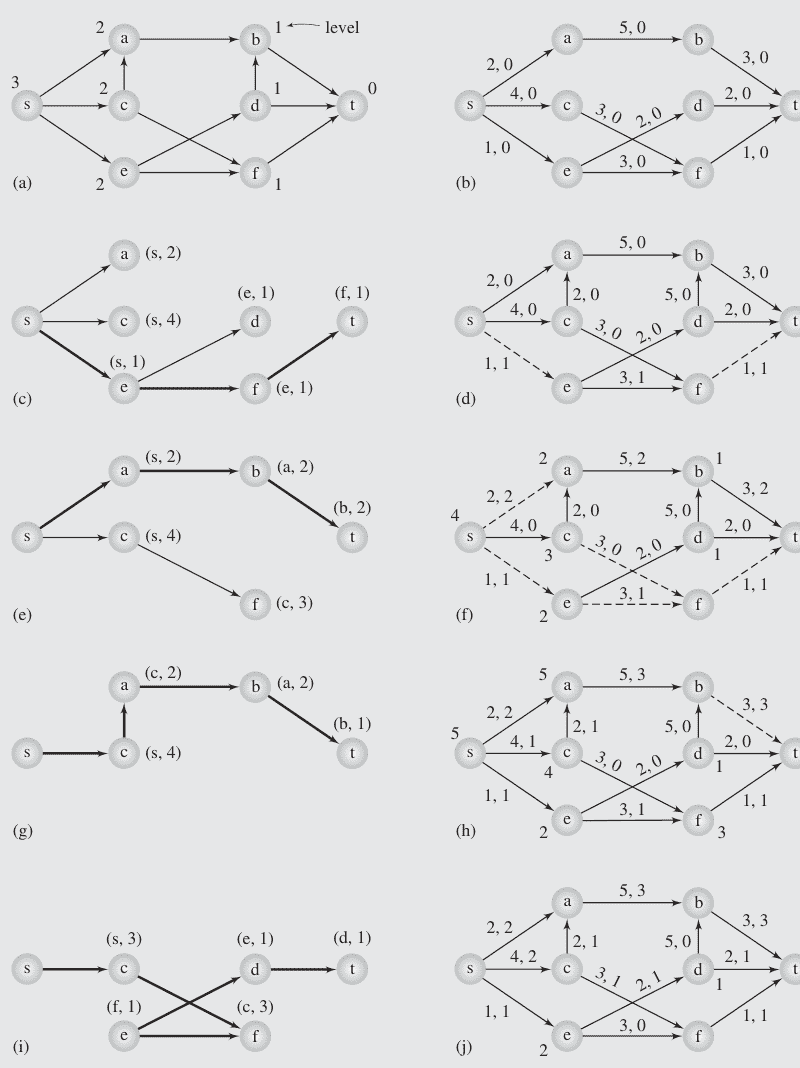 2 1 level
a b
3 2 1 0
s c d t
e f
(a) 2 1
5, 0
a b
2, 0 3, 0
4, 0 3, 0 2, 0 2, 0
s c d t
1, 0 1, 0
e 3, 0 f
(b)
a (s, 2)
(e, 1) (f, 1)
s c (s, 4) d t
(s, 1)
e f (e, 1)
(c)
5, 0
a b
2, 0 3, 0
4, 0 2, 0 5, 0 2, 0
s c 3, 0 2, 0 d t
1, 1 1, 1
e 3, 1 f
(d)
(s, 2)
a b (a, 2)
(b, 2)
s c (s, 4) t
f (c, 3)
(e)
2 5, 2 1
a b
2, 2 3, 2
4 4, 0 2, 0 5, 0 2, 0
s c 3, 0 2, 0 d t
3 1
1, 1 1, 1
e 3, 1 f
(f) 2
(c, 2)
a b (a, 2)
(b, 1)
s c (s, 4) t
(g)
5 5, 3
a b
2, 2 3, 3
5 4, 1 2, 1 5, 0 2, 0
s c 3, 0 2, 0 d t
4 1
1, 1 1, 1
e 3, 1 f
(h) 2 3
(s, 3) (e, 1) (d, 1)
s c d t
(f, 1) (c, 3)
e f
(i)
5, 3
a b
2, 2 3, 3
4, 2 2, 1 5, 0 2, 1
s c 3, 1 2, 1 d t
1
1, 1 1, 1
e 3, 0 f
(j) 2